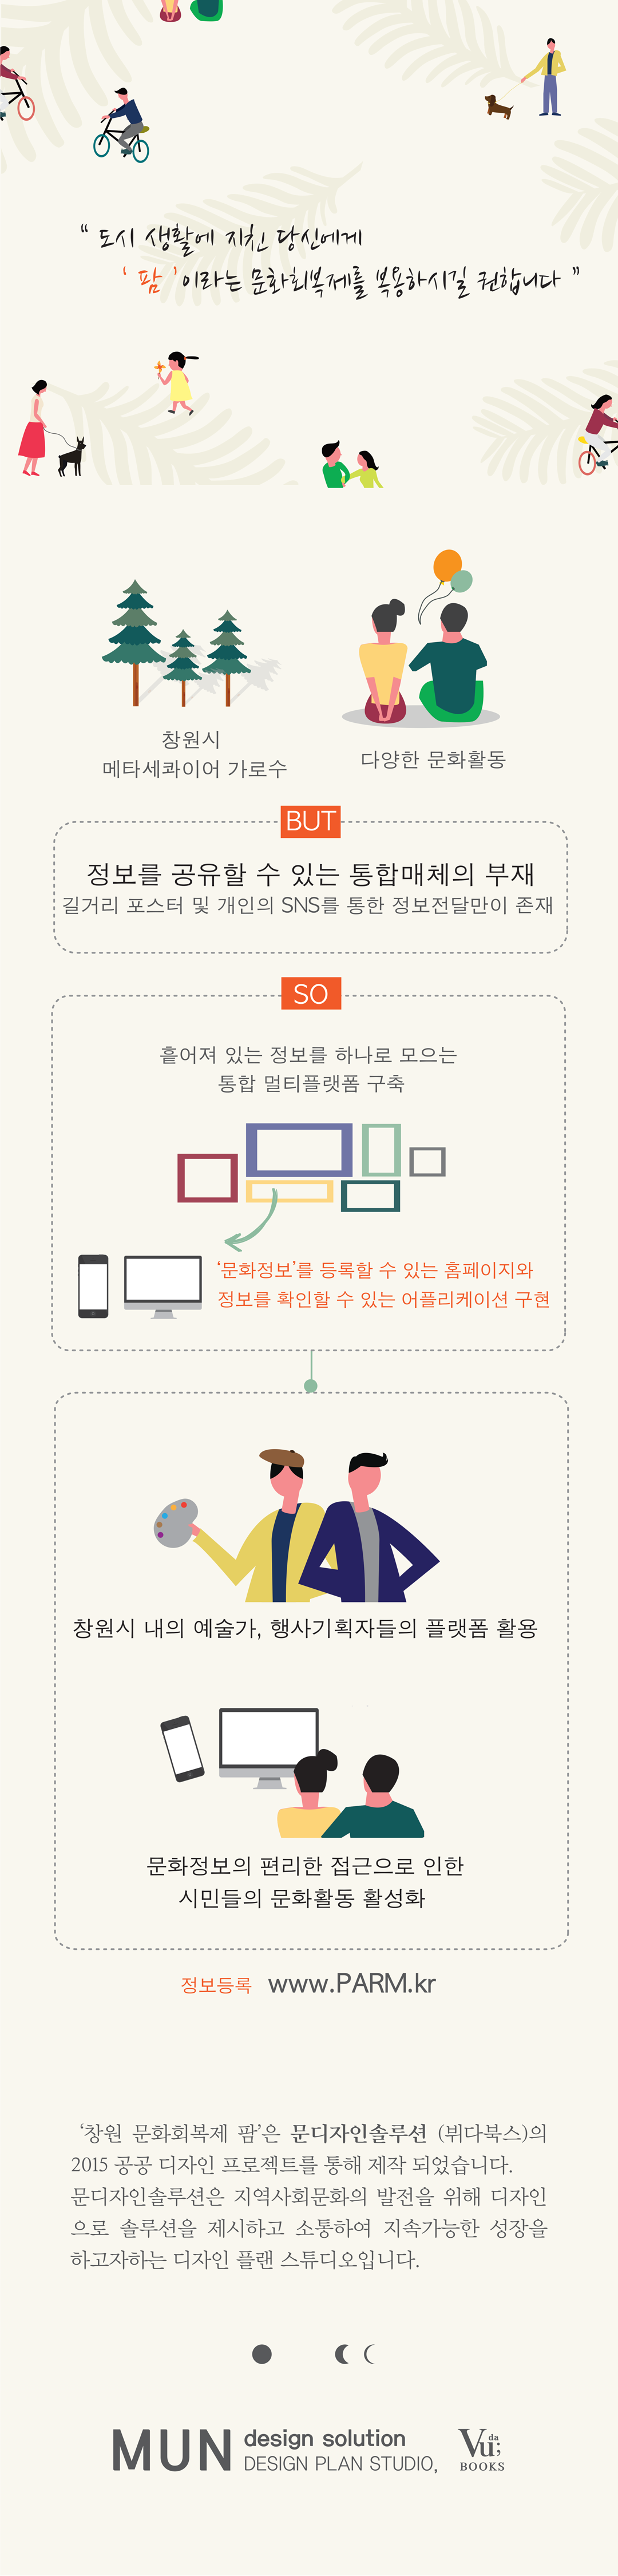 “ 도시 생활에 지친 당신에게
‘ 팜 ’ 이라는 문화회복제를 복용하시길 권합니다 ”
창원시
메타세콰이어 가로수
다양한 문화활동
BUT
정보를 공유할 수 있는 통합매체의 부재
길거리 포스터 및 개인의 SNS를 통한 정보전달만이 존재
SO
흩어져 있는 정보를 하나로 모으는
통합 멀티플랫폼 구축
‘문화정보’를 등록할 수 있는 홈페이지와
정보를 확인할 수 있는 어플리케이션 구현
창원시 내의 예술가, 행사기획자들의 플랫폼 활용
문화정보의 편리한 접근으로 인한
시민들의 문화활동 활성화
정보등록 www.PARM.kr
‘창원 문화회복제 팜’은 문디자인솔루션 (뷔다북스)의
2015 공공 디자인 프로젝트를 통해 제작 되었습니다.
문디자인솔루션은 지역사회문화의 발전을 위해 디자인
으로 솔루션을 제시하고 소통하여 지속가능한 성장을
하고자하는 디자인 플랜 스튜디오입니다.
MUN design solution
DESIGN PLAN STUDIO,
Vu da;
BOOKS